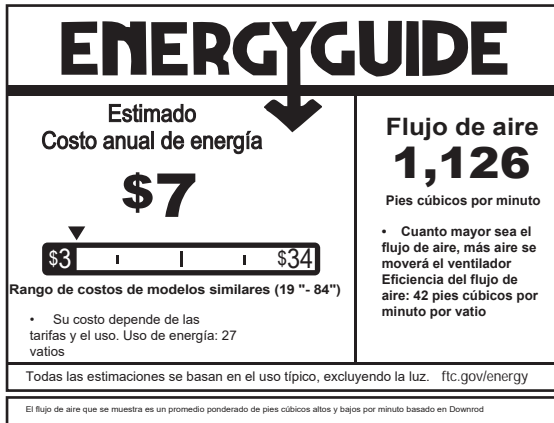 ENERGYGUIDE
Estimado
Costo anual de energía
$7
$3
$34
Rango de costos de modelos similares (19 "- 84")
• Su costo depende de las
tarifas y el uso. Uso de energía: 27
vatios
Flujo de aire
1,126
Pies cúbicos por minuto
• Cuanto mayor sea el
flujo de aire, más aire se
moverá el ventilador
Eficiencia del flujo de
aire: 42 pies cúbicos por
minuto por vatio
Todas las estimaciones se basan en el uso típico, excluyendo la luz. ftc.gov/energy
El flujo de aire que se muestra es un promedio ponderado de pies cúbicos altos y bajos por minuto basado en Downrod